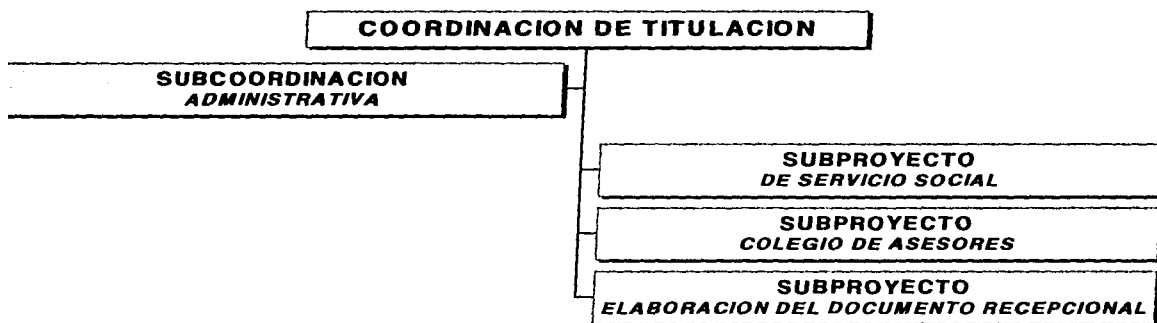 COORDINACION DE TITULACION
SUBCOORDINACION
ADMINISTRATIVA
SUBPROYECTO
DE SERVICIO SOCIAL
SUBPROYECTO
COLEGIO DE ASESORES
SUBPROYECTO
ELABORACION DEL DOCUMENTO RECEPCIONAL